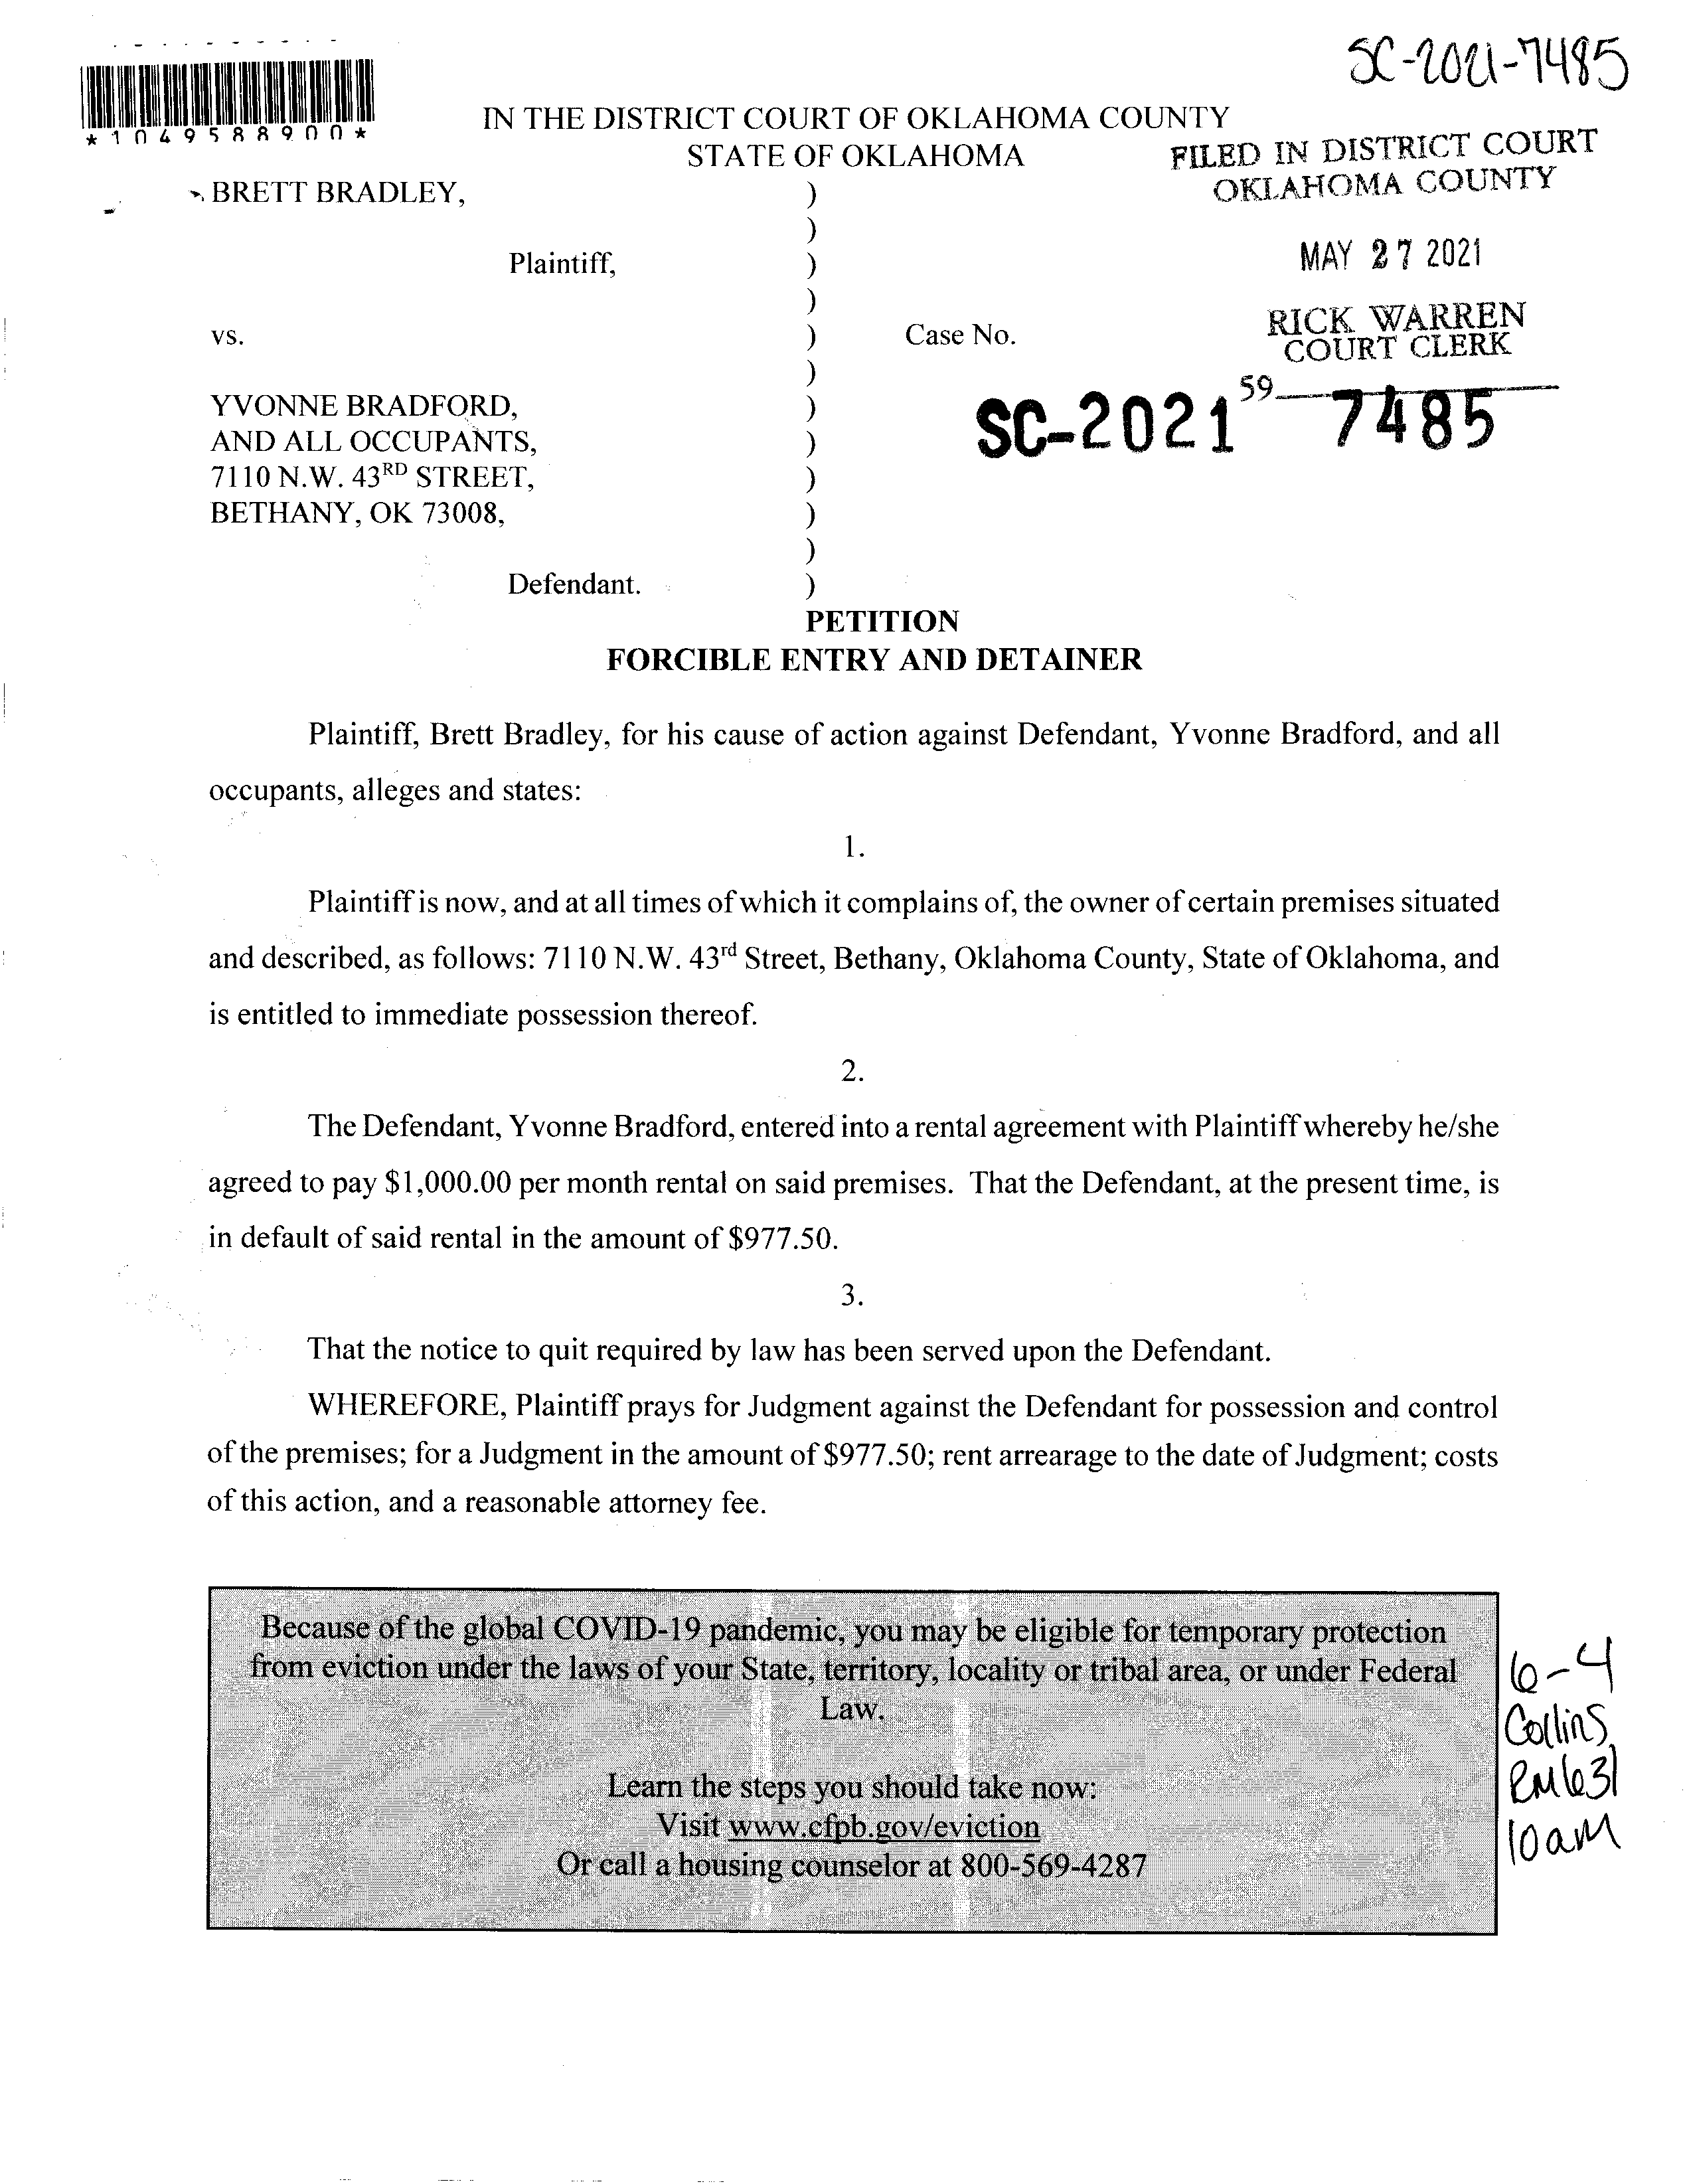 SC-2021-7485
*1049588900*
IN THE DISTRICT COURT OF OKLAHOMA COUNTY
STATE OF OKLAHOMA
FILED IN DISTRICT COURT
OKLAHOMA COUNTY
MAY 27 2021
RICK WARREN
COURT CLERK
59
BRETT BRADLEY, )
)
Plaintiff, )
)
vs. ) Case No.
)
YVONNE BRADFORD, )
AND ALL OCCUPANTS, ) SC-2021 7485
7110 N.W. 43RD STREET, )
BETHANY, OK 73008, )
)
Defendant. )
PETITION
FORCIBLE ENTRY AND DETAINER
Plaintiff, Brett Bradley, for his cause of action against Defendant, Yvonne Bradford, and all
occupants, alleges and states:
1.
Plaintiff is now, and at all times of which it complains of, the owner of certain premises situated
and described, as follows: 7110 N.W. 43rd Street, Bethany, Oklahoma County, State of Oklahoma, and
is entitled to immediate possession thereof.
2.
The Defendant, Yvonne Bradford, entered into a rental agreement with Plaintiff whereby he/she
agreed to pay $1,000.00 per month rental on said premises. That the Defendant, at the present time, is
in default of said rental in the amount of $977.50.
3.
That the notice to quit required by law has been served upon the Defendant.
WHEREFORE, Plaintiff prays for Judgment against the Defendant for possession and control
of the premises; for a Judgment in the amount of $977.50; rent arrearage to the date of Judgment; costs
of this action, and a reasonable attorney fee.
Because of the global COVID-19 pandemic, you may be eligible for temporary protection
from eviction under the laws of your State, territory, locality or tribal area, or under Federal
Law.
Learn the steps you should take now:
Visit www.cfpb.gov/eviction
Or call a housing counselor at 800-569-4287
6-4
Collins
RM631
10am